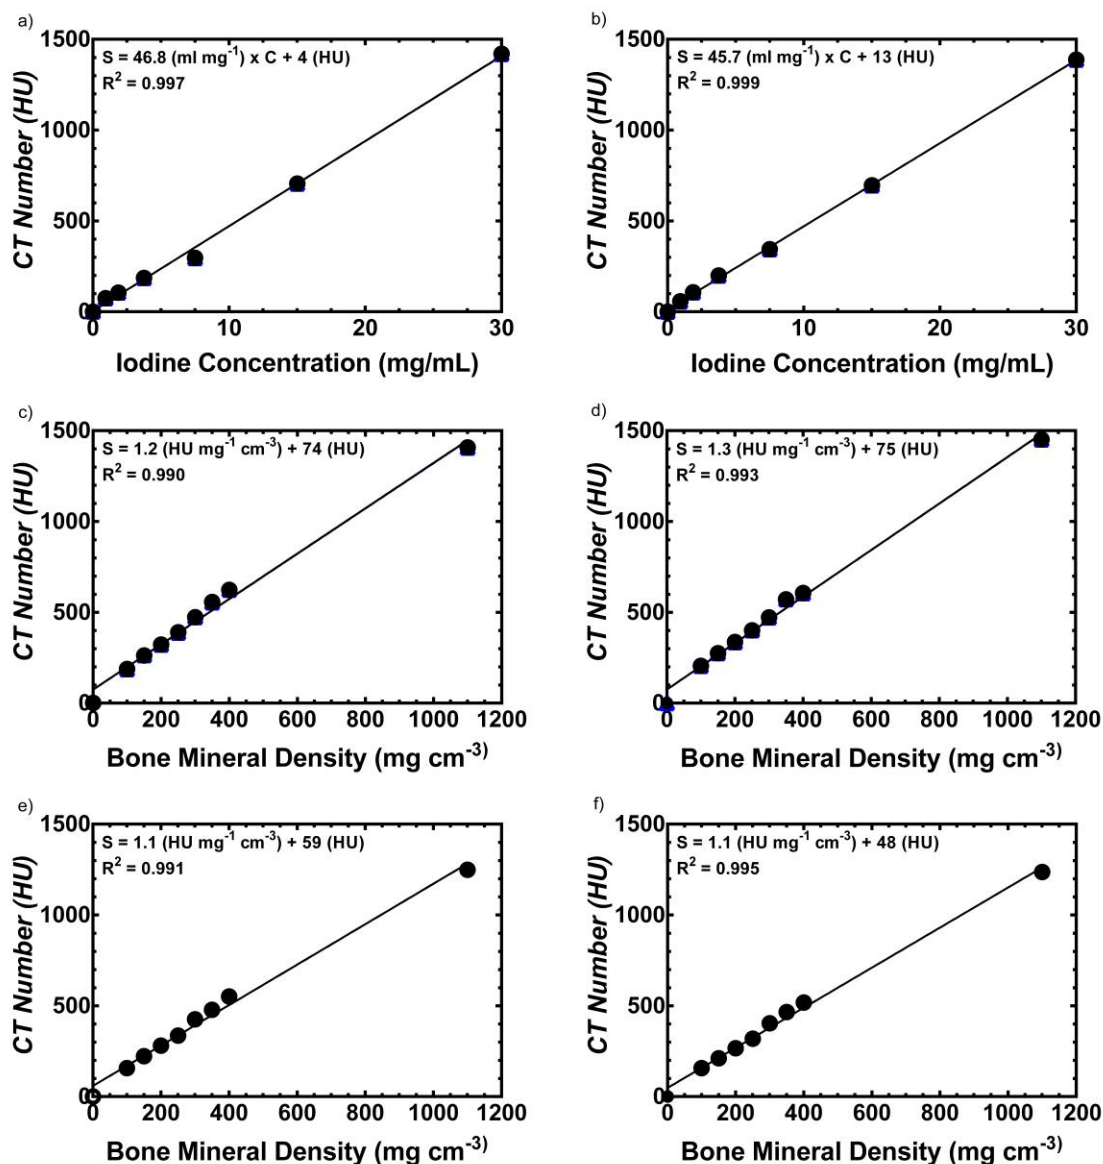 a)
1500
1000
500
0
CT Number (HU)
S = 46.8 (ml mg⁻¹) x C + 4 (HU)
R² = 0.997
0 10 20 30
Iodine Concentration (mg/mL)
b)
1500
1000
500
0
CT Number (HU)
S = 45.7 (ml mg⁻¹) x C + 13 (HU)
R² = 0.999
0 10 20 30
Iodine Concentration (mg/mL)
c)
1500
1000
500
0
CT Number (HU)
S = 1.2 (HU mg⁻¹ cm⁻³) + 74 (HU)
R² = 0.990
0 200 400 600 800 1000 1200
Bone Mineral Density (mg cm⁻³)
d)
1500
1000
500
0
CT Number (HU)
S = 1.3 (HU mg⁻¹ cm⁻³) + 75 (HU)
R² = 0.993
0 200 400 600 800 1000 1200
Bone Mineral Density (mg cm⁻³)
e)
1500
1000
500
0
CT Number (HU)
S = 1.1 (HU mg⁻¹ cm⁻³) + 59 (HU)
R² = 0.991
0 200 400 600 800 1000 1200
Bone Mineral Density (mg cm⁻³)
f)
1500
1000
500
0
CT Number (HU)
S = 1.1 (HU mg⁻¹ cm⁻³) + 48 (HU)
R² = 0.995
0 200 400 600 800 1000 1200
Bone Mineral Density (mg cm⁻³)